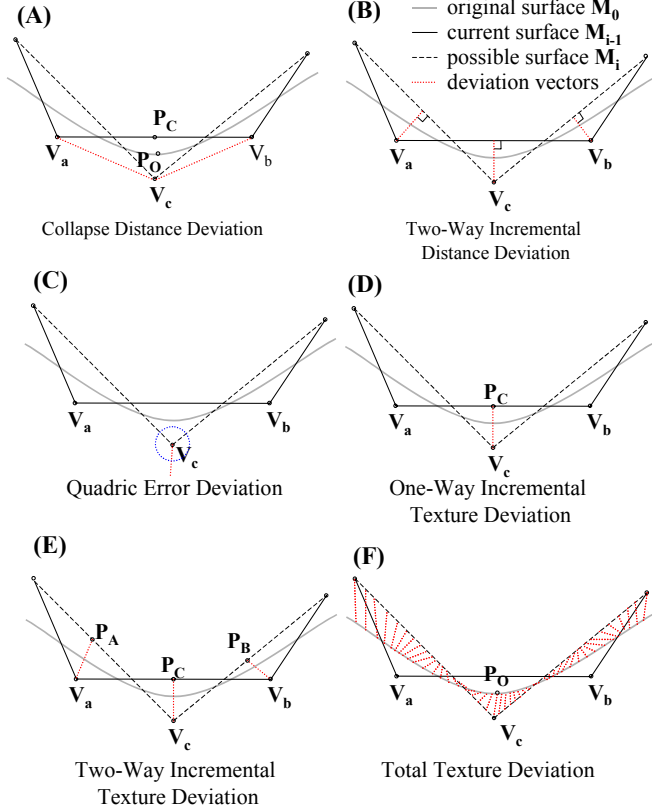 (A)
(B)
original surface M0
current surface Mi-1
possible surface Mi
deviation vectors
PC
Va
PO
Vb
Vc
Collapse Distance Deviation
Va
Vb
Vc
Two-Way Incremental
Distance Deviation
(C)
(D)
Va
Vb
Vc
Quadric Error Deviation
PC
Va
Vb
Vc
One-Way Incremental
Texture Deviation
(E)
(F)
PA
PC
PB
Va
Vb
Vc
Two-Way Incremental
Texture Deviation
PO
Va
Vb
Vc
Total Texture Deviation